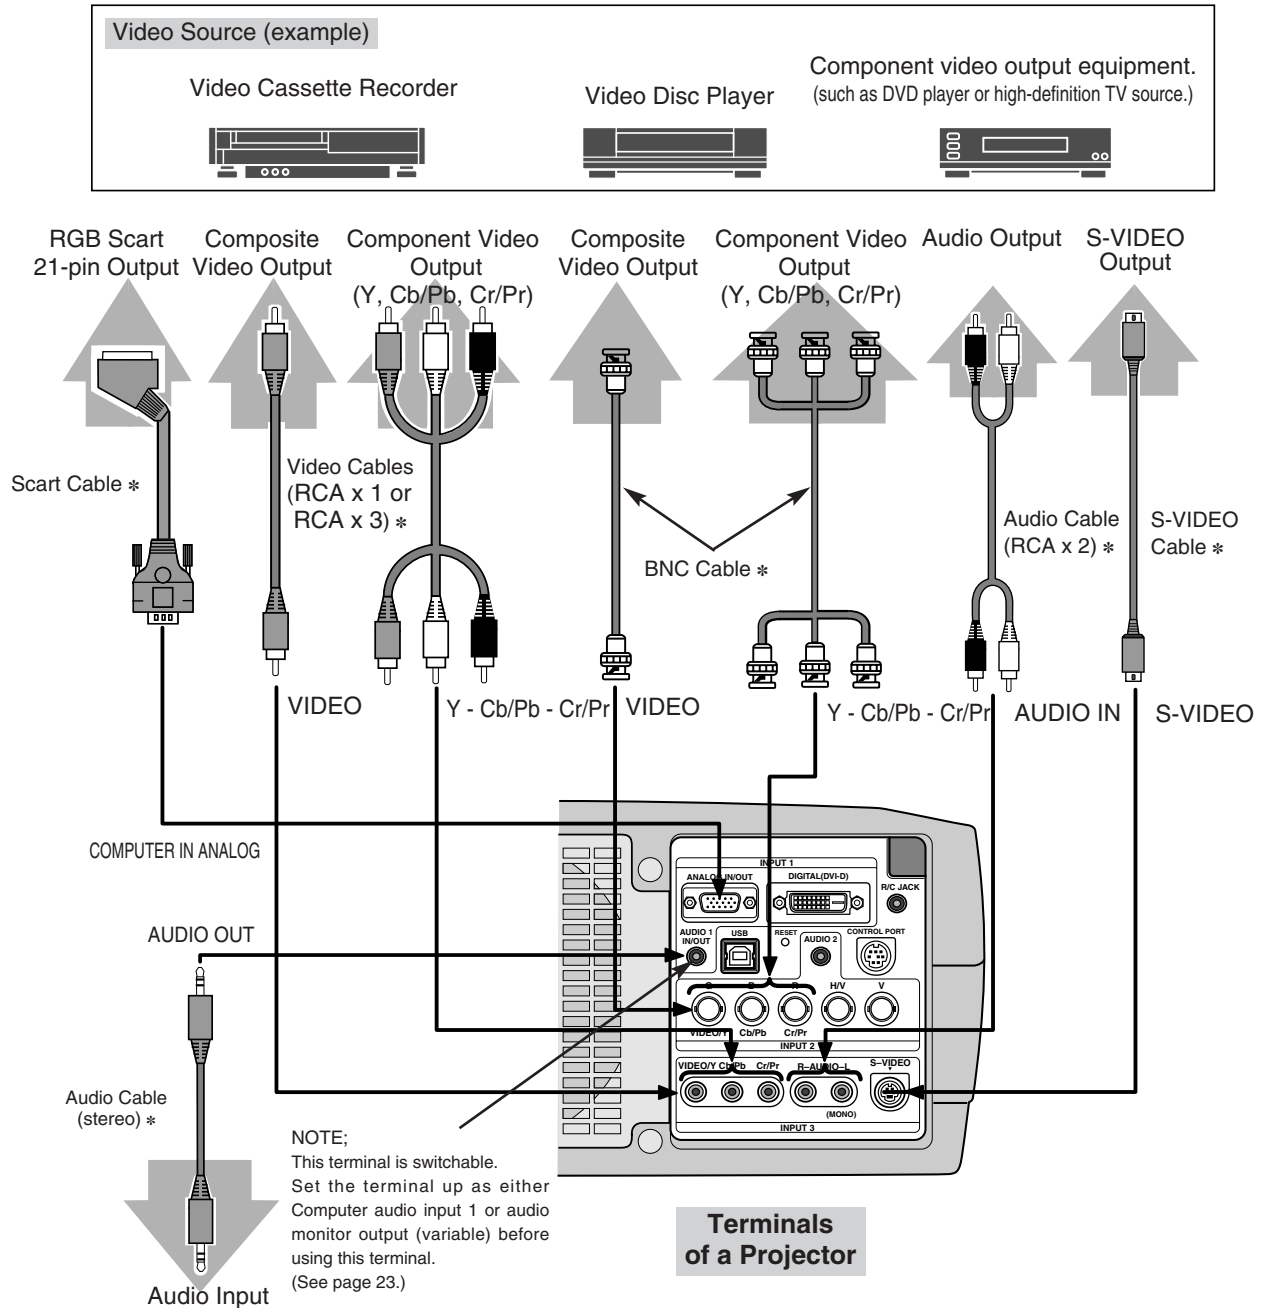 Video Source (example)
Video Cassette Recorder
Video Disc Player
Component video output equipment.
(such as DVD player or high-definition TV source.)
RGB Scart
21-pin Output
Composite
Video Output
Component Video
Output
(Y, Cb/Pb, Cr/Pr)
Composite
Video Output
Component Video
Output
(Y, Cb/Pb, Cr/Pr)
Audio Output
S-VIDEO
Output
Scart Cable *
Video Cables
(RCA x 1 or
RCA x 3) *
BNC Cable *
Audio Cable
(RCA x 2) *
S-VIDEO
Cable *
VIDEO
Y - Cb/Pb - Cr/Pr
VIDEO
Y - Cb/Pb - Cr/Pr
AUDIO IN
S-VIDEO
COMPUTER IN ANALOG
AUDIO OUT
INPUT 1
ANALOG IN/OUT
DIGITAL(DVI-D)
R/C JACK
AUDIO 1
IN/OUT
USB
RESET
AUDIO 2
CONTROL PORT
G
B
R
H/V
V
VIDEO/Y
Cb/Pb
Cr/Pr
INPUT 2
VIDEO/Y Cb/Pb Cr/Pr
R–AUDIO–L
S–VIDEO
(MONO)
INPUT 3
Audio Cable
(stereo) *
Audio Input
NOTE;
This terminal is switchable.
Set the terminal up as either
Computer audio input 1 or audio
monitor output (variable) before
using this terminal.
(See page 23.)
Terminals
of a Projector